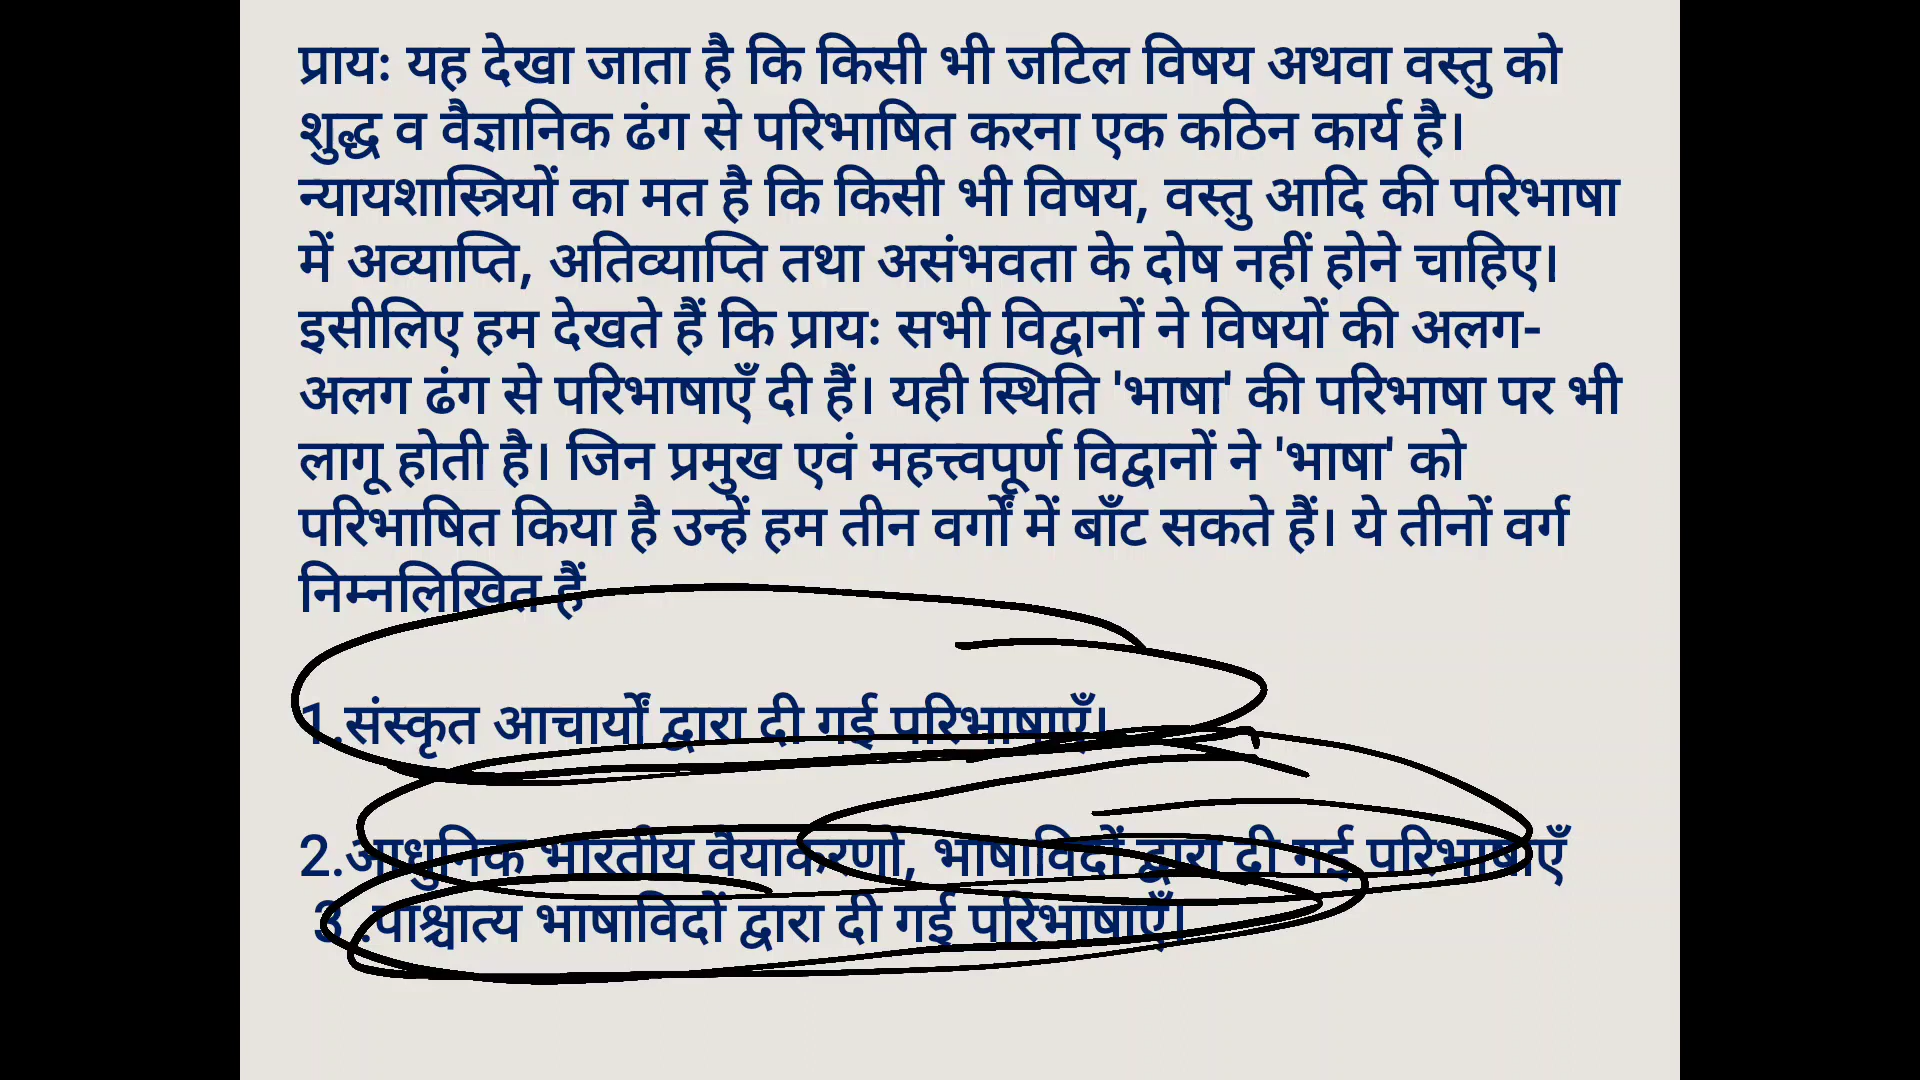 प्रायः यह देखा जाता है कि किसी भी जटिल विषय अथवा वस्तु को
शुद्ध व वैज्ञानिक ढंग से परिभाषित करना एक कठिन कार्य है।
न्यायशास्त्रियों का मत है कि किसी भी विषय, वस्तु आदि की परिभाषा
में अव्याप्ति, अतिव्याप्ति तथा असंभवता के दोष नहीं होने चाहिए।
इसीलिए हम देखते हैं कि प्रायः सभी विद्वानों ने विषयों की अलग-
अलग ढंग से परिभाषाएँ दी हैं। यही स्थिति 'भाषा' की परिभाषा पर भी
लागू होती है। जिन प्रमुख एवं महत्त्वपूर्ण विद्वानों ने 'भाषा' को
परिभाषित किया है उन्हें हम तीन वर्गों में बाँट सकते हैं। ये तीनों वर्ग
निम्नलिखित हैं
1.संस्कृत आचार्यों द्वारा दी गई परिभाषाएँ।
2.आधुनिक भारतीय वैयाकरणों, भाषाविदों द्वारा दी गई परिभाषाएँ
3 .पाश्चात्य भाषाविदों द्वारा दी गई परिभाषाएँ।